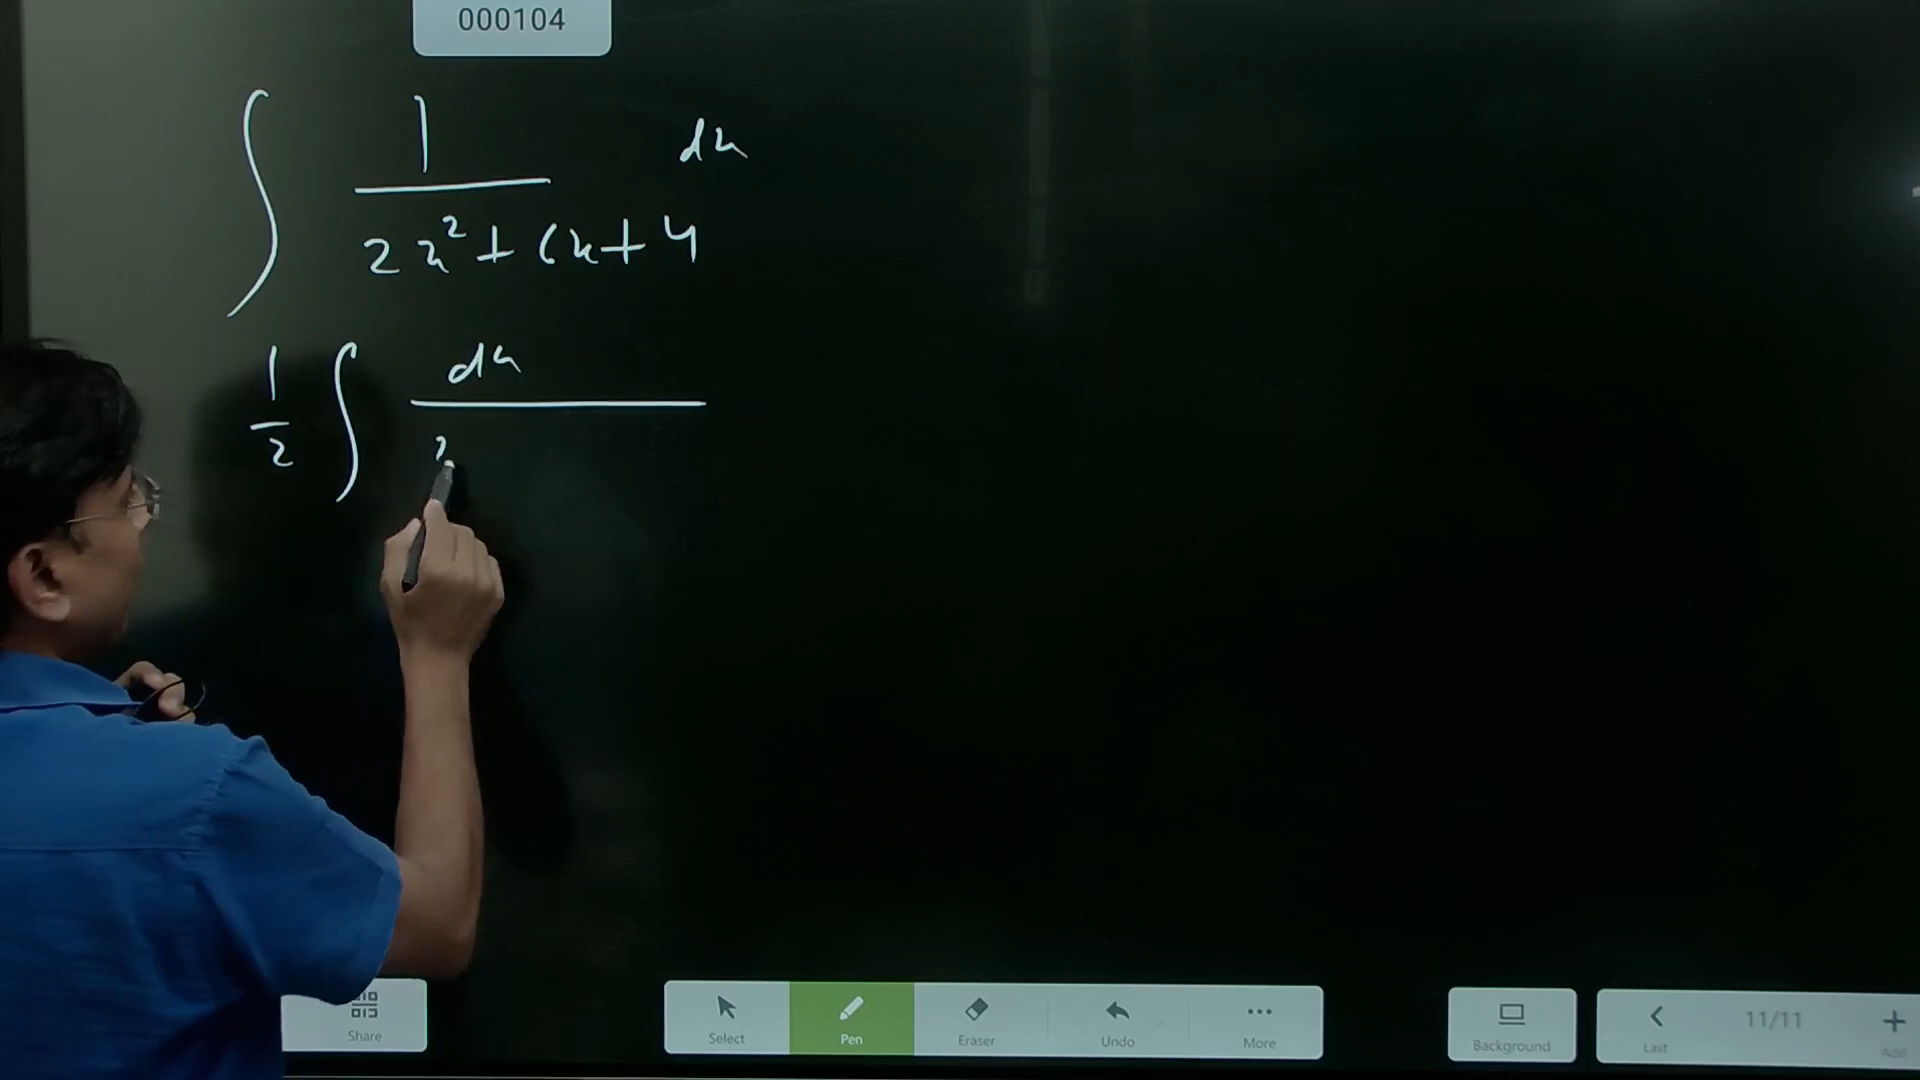 000104
∫ 1 / (2x² + 6x + 4) dx
1/2 ∫ dx /
Share
Select
Pen
Eraser
Undo
More
Background
Last
11/11
Add